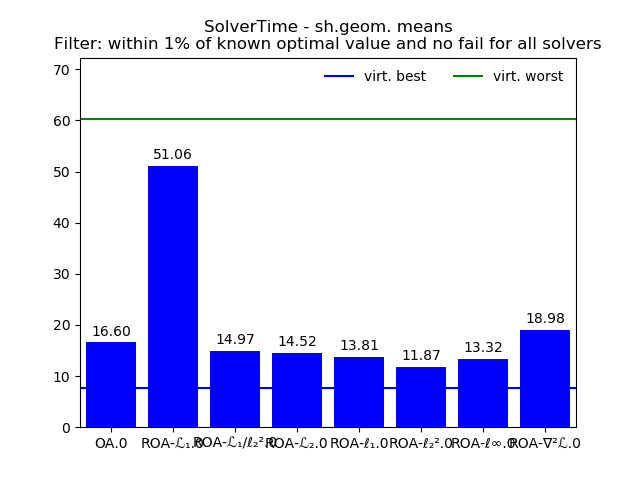 SolverTime - sh.geom. means
Filter: within 1% of known optimal value and no fail for all solvers
virt. best
virt. worst
70
60
50
40
30
20
10
0
16.60
51.06
14.97
14.52
13.81
11.87
13.32
18.98
OA.0
ROA-ℒ₁.0
ROA-ℒ₁/ℓ₂².0
ROA-ℒ₂.0
ROA-ℓ₁.0
ROA-ℓ₂².0
ROA-ℓ∞.0
ROA-∇²ℒ.0